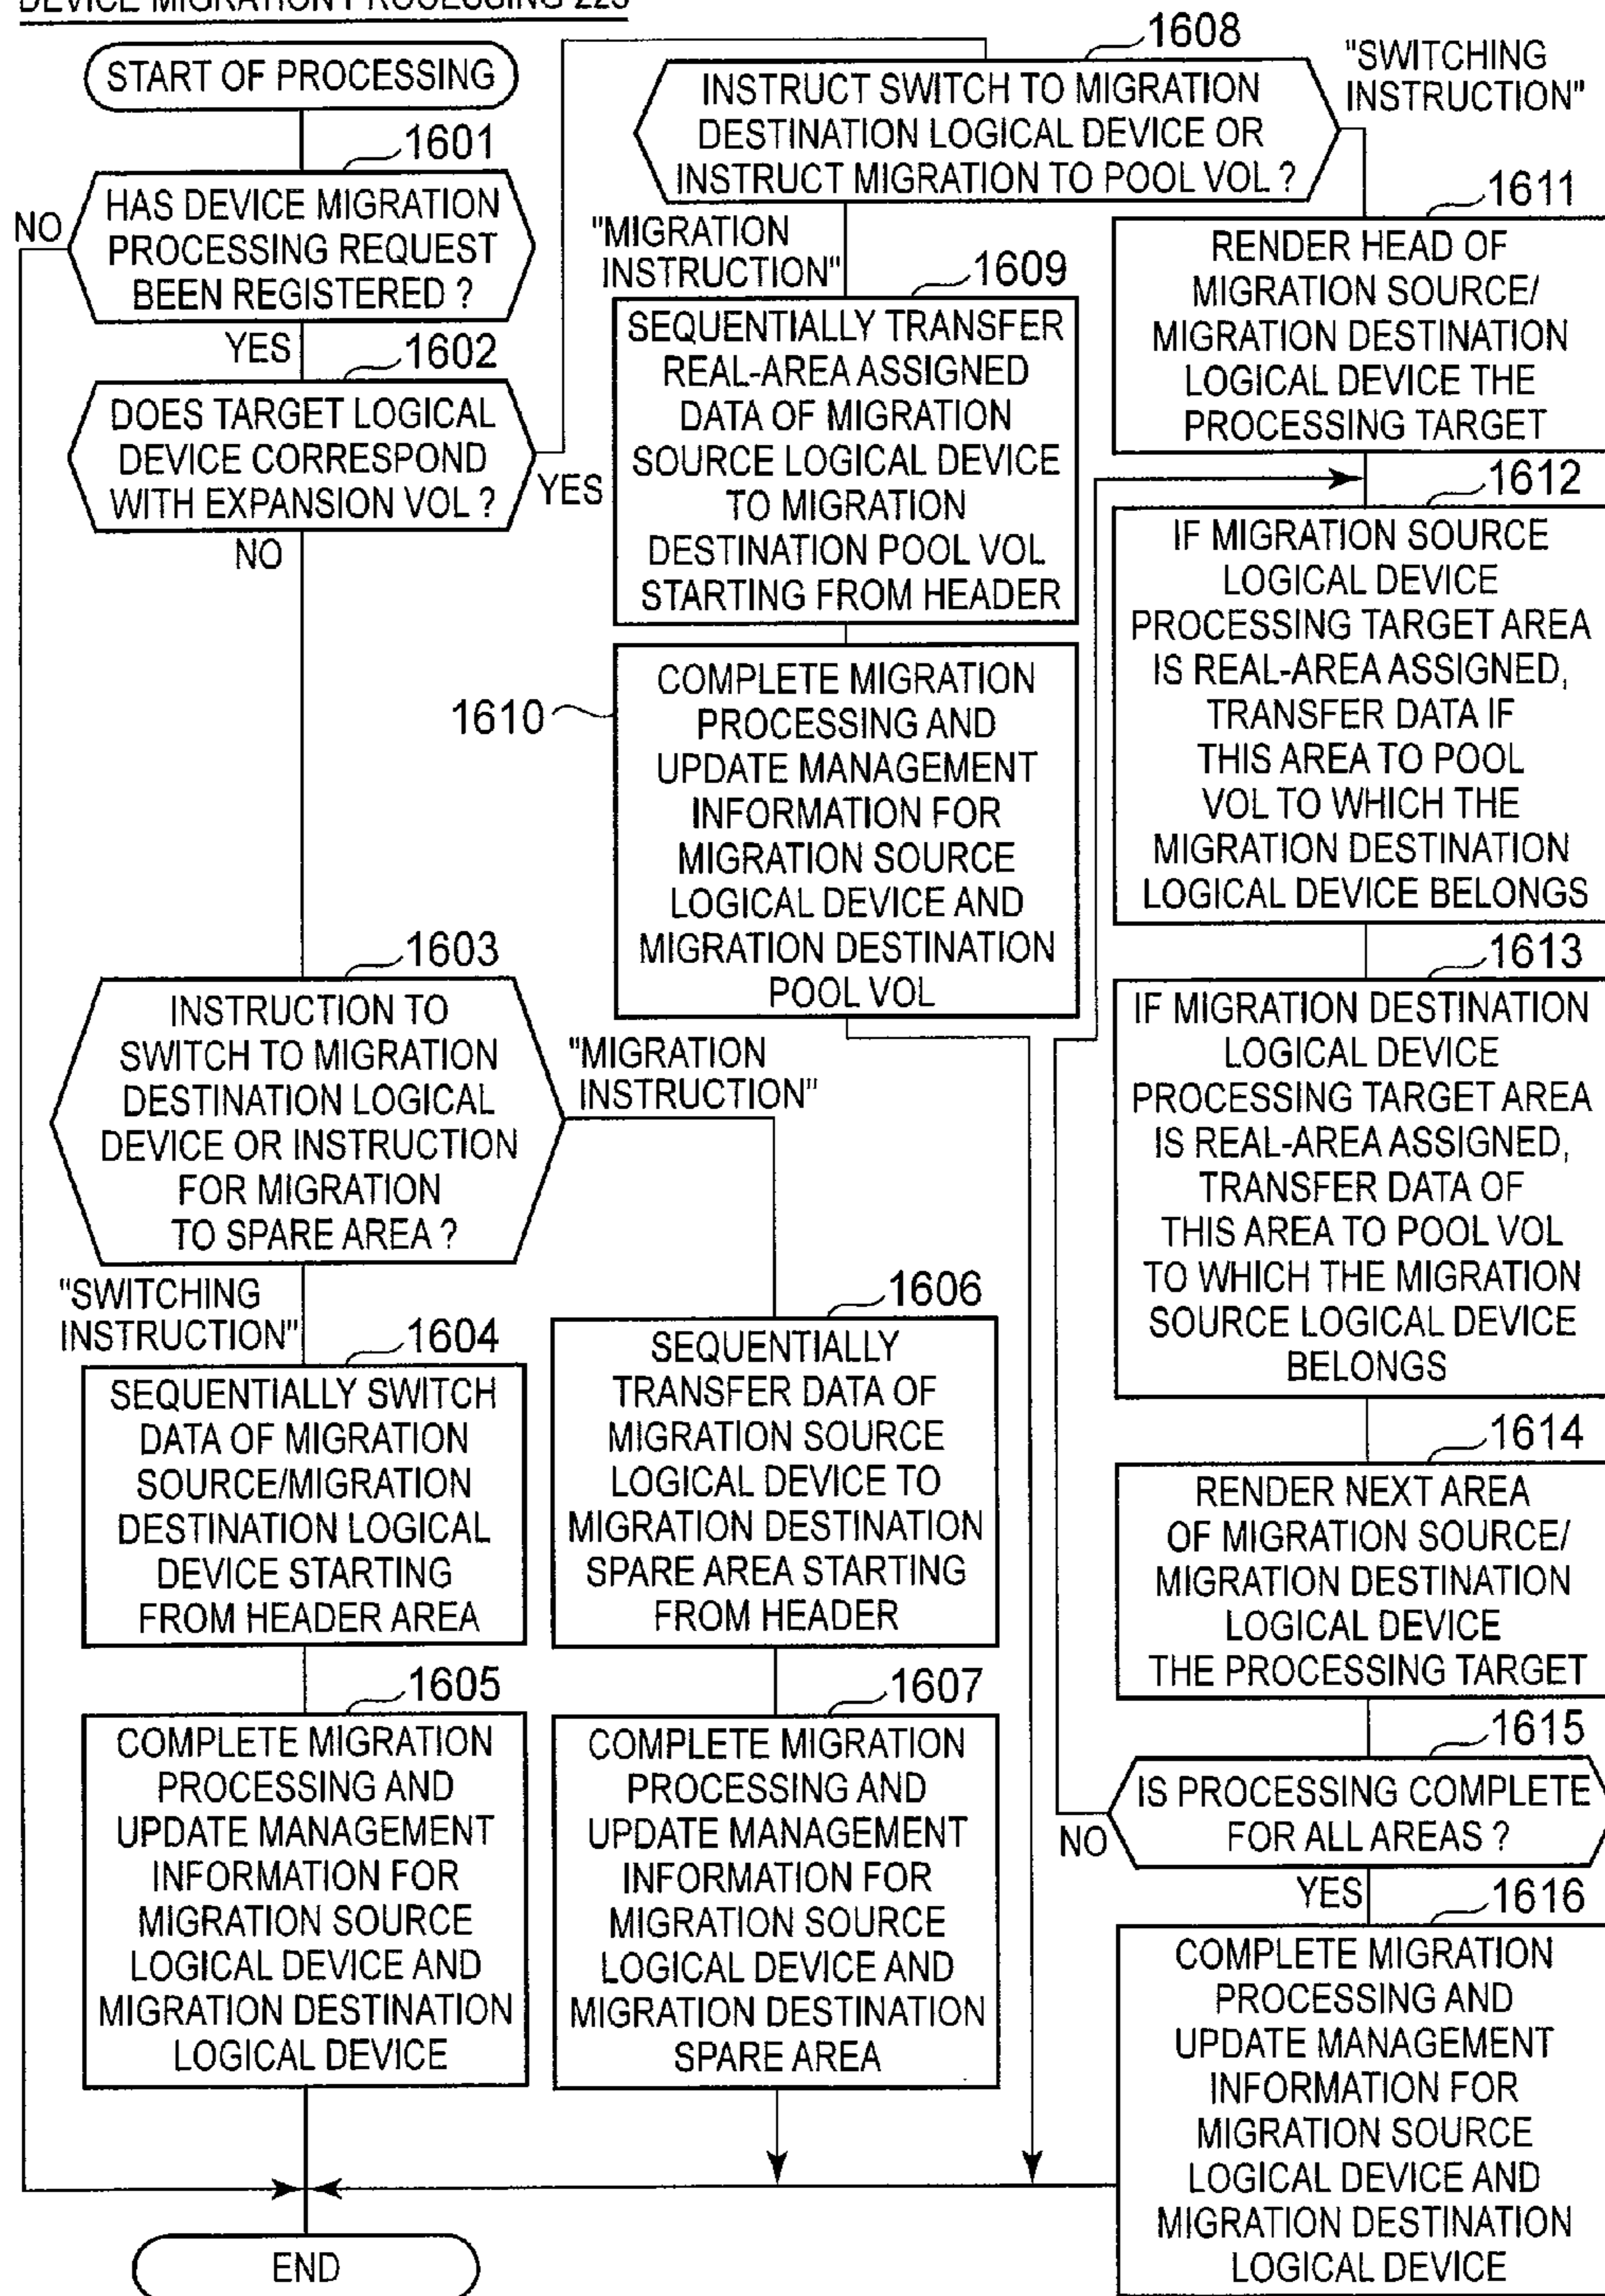 DEVICE MIGRATION PROCESSING 223
START OF PROCESSING
1601
HAS DEVICE MIGRATION
PROCESSING REQUEST
BEEN REGISTERED ?
NO
YES
1602
DOES TARGET LOGICAL
DEVICE CORRESPOND
WITH EXPANSION VOL ?
YES
NO
1603
INSTRUCTION TO
SWITCH TO MIGRATION
DESTINATION LOGICAL
DEVICE OR INSTRUCTION
FOR MIGRATION
TO SPARE AREA ?
"MIGRATION
INSTRUCTION"
"SWITCHING
INSTRUCTION"
1604
SEQUENTIALLY SWITCH
DATA OF MIGRATION
SOURCE/MIGRATION
DESTINATION LOGICAL
DEVICE STARTING
FROM HEADER AREA
1605
COMPLETE MIGRATION
PROCESSING AND
UPDATE MANAGEMENT
INFORMATION FOR
MIGRATION SOURCE
LOGICAL DEVICE AND
MIGRATION DESTINATION
LOGICAL DEVICE
1606
SEQUENTIALLY
TRANSFER DATA OF
MIGRATION SOURCE
LOGICAL DEVICE TO
MIGRATION DESTINATION
SPARE AREA STARTING
FROM HEADER
1607
COMPLETE MIGRATION
PROCESSING AND
UPDATE MANAGEMENT
INFORMATION FOR
MIGRATION SOURCE
LOGICAL DEVICE AND
MIGRATION DESTINATION
SPARE AREA
1608
INSTRUCT SWITCH TO MIGRATION
DESTINATION LOGICAL DEVICE OR
INSTRUCT MIGRATION TO POOL VOL ?
"MIGRATION
INSTRUCTION"
"SWITCHING
INSTRUCTION"
1609
SEQUENTIALLY TRANSFER
REAL-AREA ASSIGNED
DATA OF MIGRATION
SOURCE LOGICAL DEVICE
TO MIGRATION
DESTINATION POOL VOL
STARTING FROM HEADER
1610
COMPLETE MIGRATION
PROCESSING AND
UPDATE MANAGEMENT
INFORMATION FOR
MIGRATION SOURCE
LOGICAL DEVICE AND
MIGRATION DESTINATION
POOL VOL
1611
RENDER HEAD OF
MIGRATION SOURCE/
MIGRATION DESTINATION
LOGICAL DEVICE THE
PROCESSING TARGET
1612
IF MIGRATION SOURCE
LOGICAL DEVICE
PROCESSING TARGET AREA
IS REAL-AREA ASSIGNED,
TRANSFER DATA IF
THIS AREA TO POOL
VOL TO WHICH THE
MIGRATION DESTINATION
LOGICAL DEVICE BELONGS
1613
IF MIGRATION DESTINATION
LOGICAL DEVICE
PROCESSING TARGET AREA
IS REAL-AREA ASSIGNED,
TRANSFER DATA OF
THIS AREA TO POOL VOL
TO WHICH THE MIGRATION
SOURCE LOGICAL DEVICE
BELONGS
1614
RENDER NEXT AREA
OF MIGRATION SOURCE/
MIGRATION DESTINATION
LOGICAL DEVICE
THE PROCESSING TARGET
1615
IS PROCESSING COMPLETE
FOR ALL AREAS ?
NO
YES
1616
COMPLETE MIGRATION
PROCESSING AND
UPDATE MANAGEMENT
INFORMATION FOR
MIGRATION SOURCE
LOGICAL DEVICE AND
MIGRATION DESTINATION
LOGICAL DEVICE
END